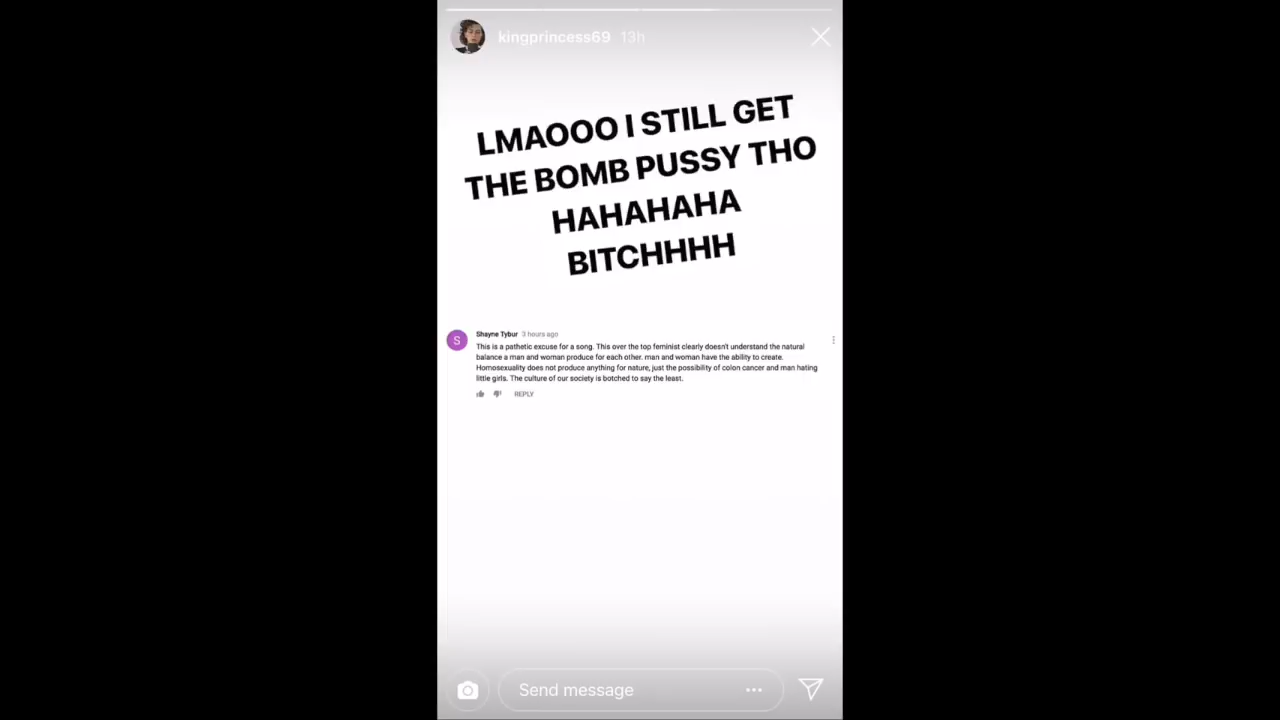 kingprincess69 13h
LMAOOO I STILL GET
THE BOMB PUSSY THO
HAHAHAHA
BITCHHHH
S
Shayne Tybur 3 hours ago
This is a pathetic excuse for a song. This over the top feminist clearly doesn't understand the natural
balance a man and woman produce for each other. man and woman have the ability to create.
Homosexuality does not produce anything for nature, just the possibility of colon cancer and man hating
little girls. The culture of our society is botched to say the least.
REPLY
Send message